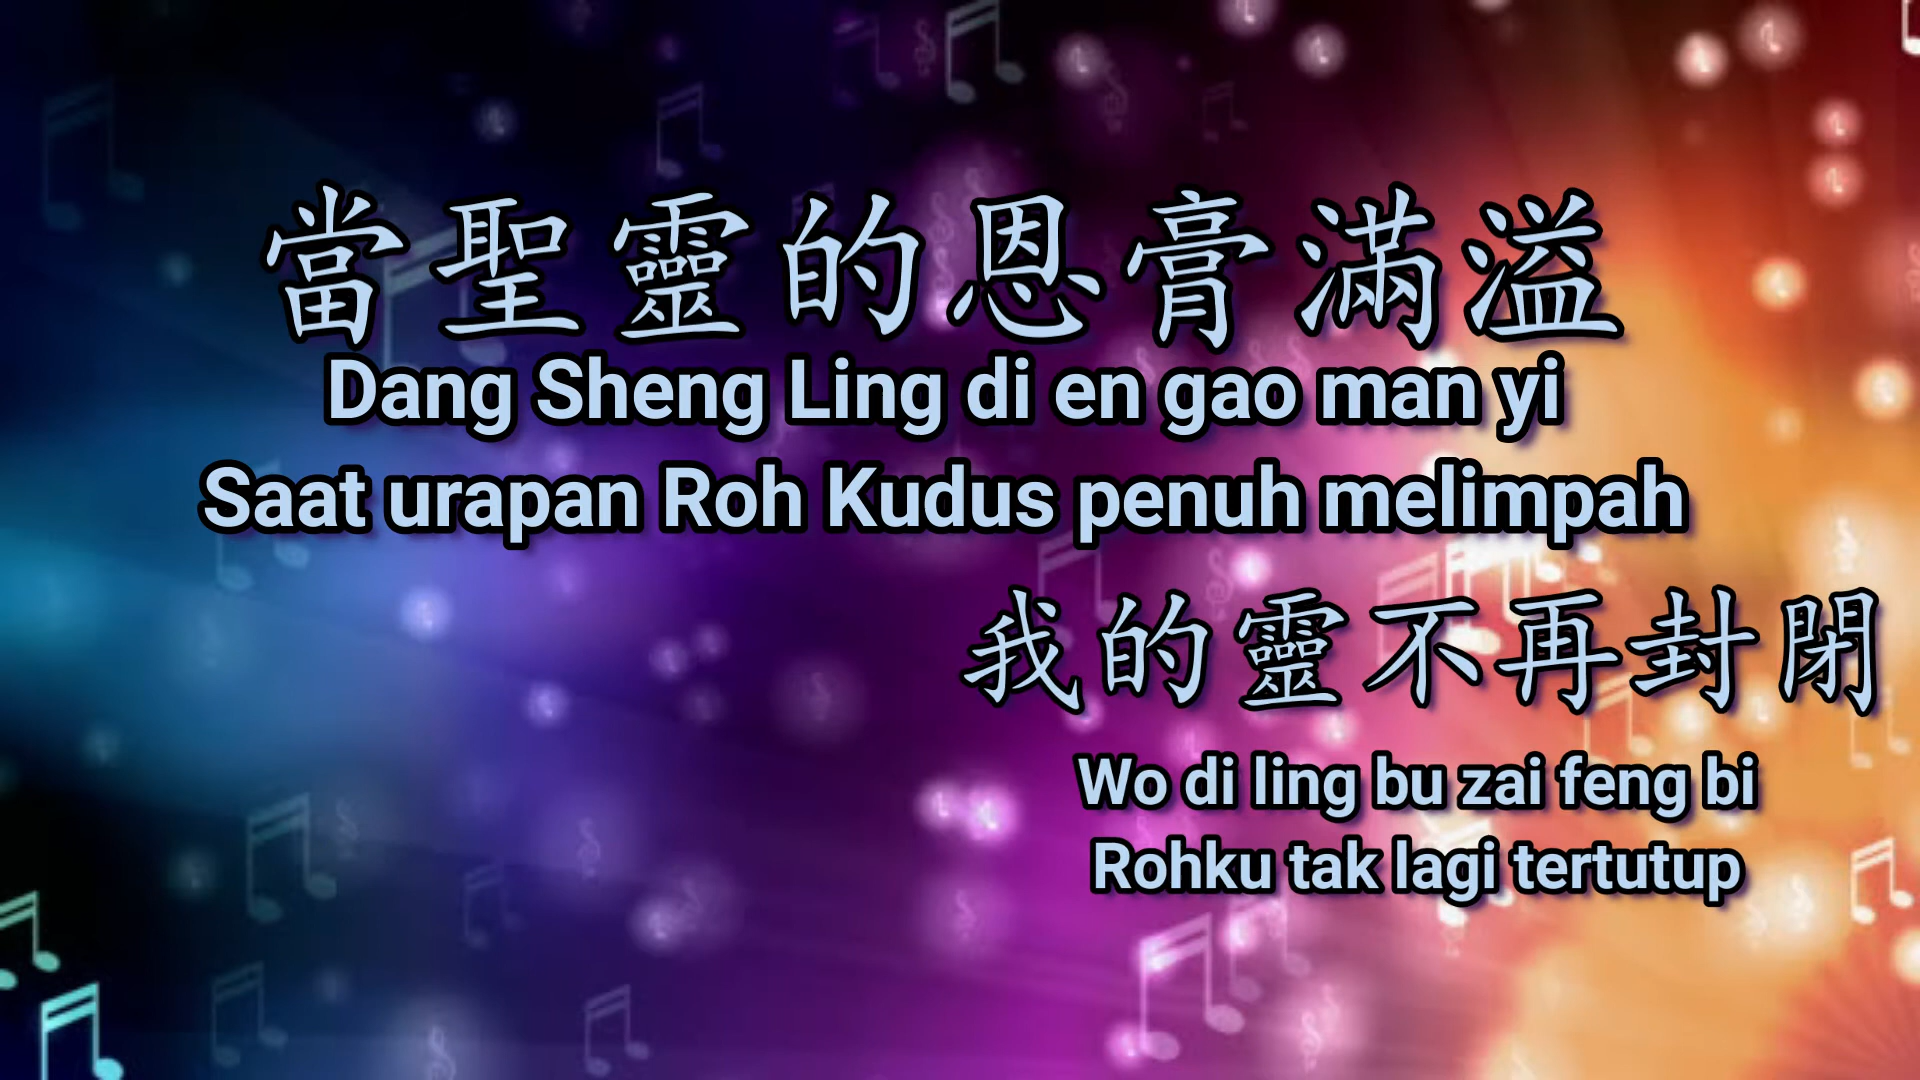 當聖靈的恩膏滿溢
Dang Sheng Ling di en gao man yi
Saat urapan Roh Kudus penuh melimpah
我的靈不再封閉
Wo di ling bu zai feng bi
Rohku tak lagi tertutup